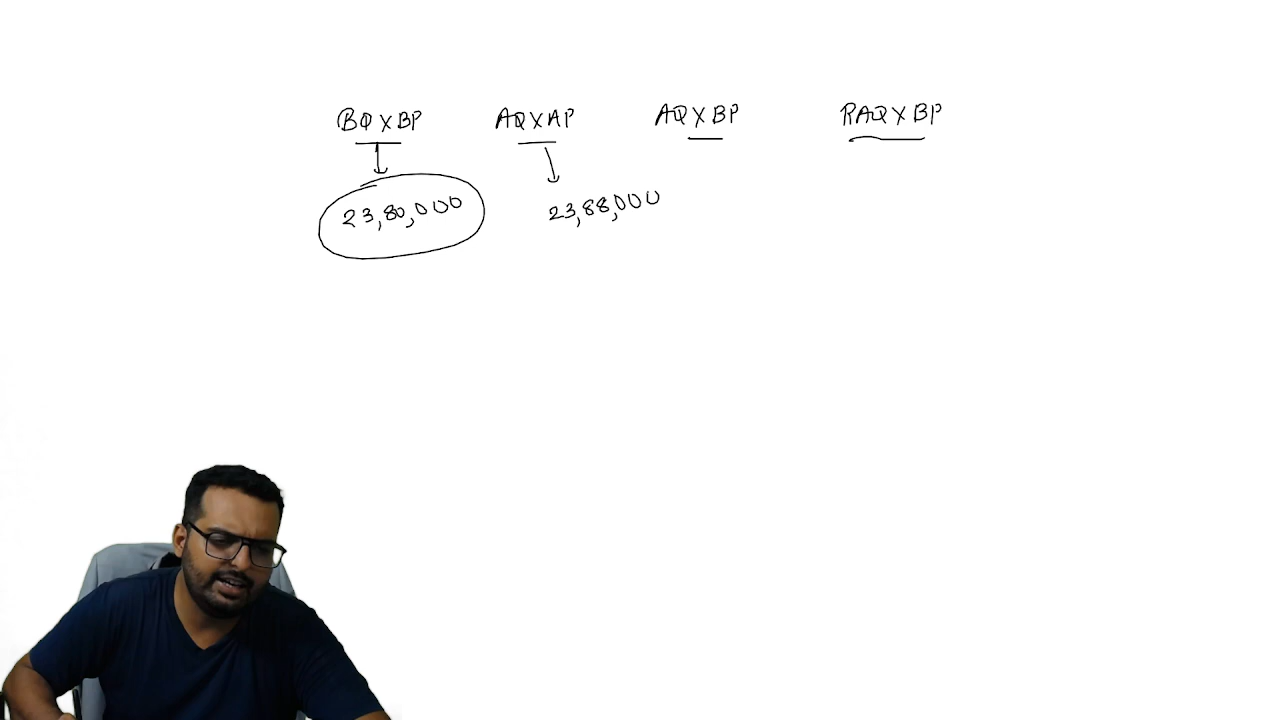 BQ X BP AQ X AP AQ X BP RAQ X BP
23,80,000 23,88,000